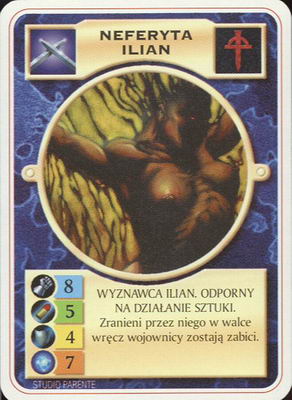 NEFERYTA
ILIAN
8
5
4
7
WYZNAWCA ILIAN. ODPORNY
NA DZIAŁANIE SZTUKI.
Zranieni przez niego w walce
wręcz wojownicy zostają zabici.
STUDIO PARENTE